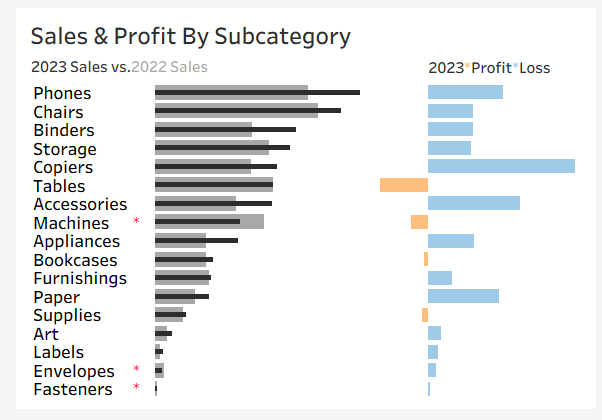 Sales & Profit By Subcategory
2023 Sales vs.2022 Sales
2023*Profit*Loss
Phones
Chairs
Binders
Storage
Copiers
Tables
Accessories
Machines *
Appliances
Bookcases
Furnishings
Paper
Supplies
Art
Labels
Envelopes *
Fasteners *